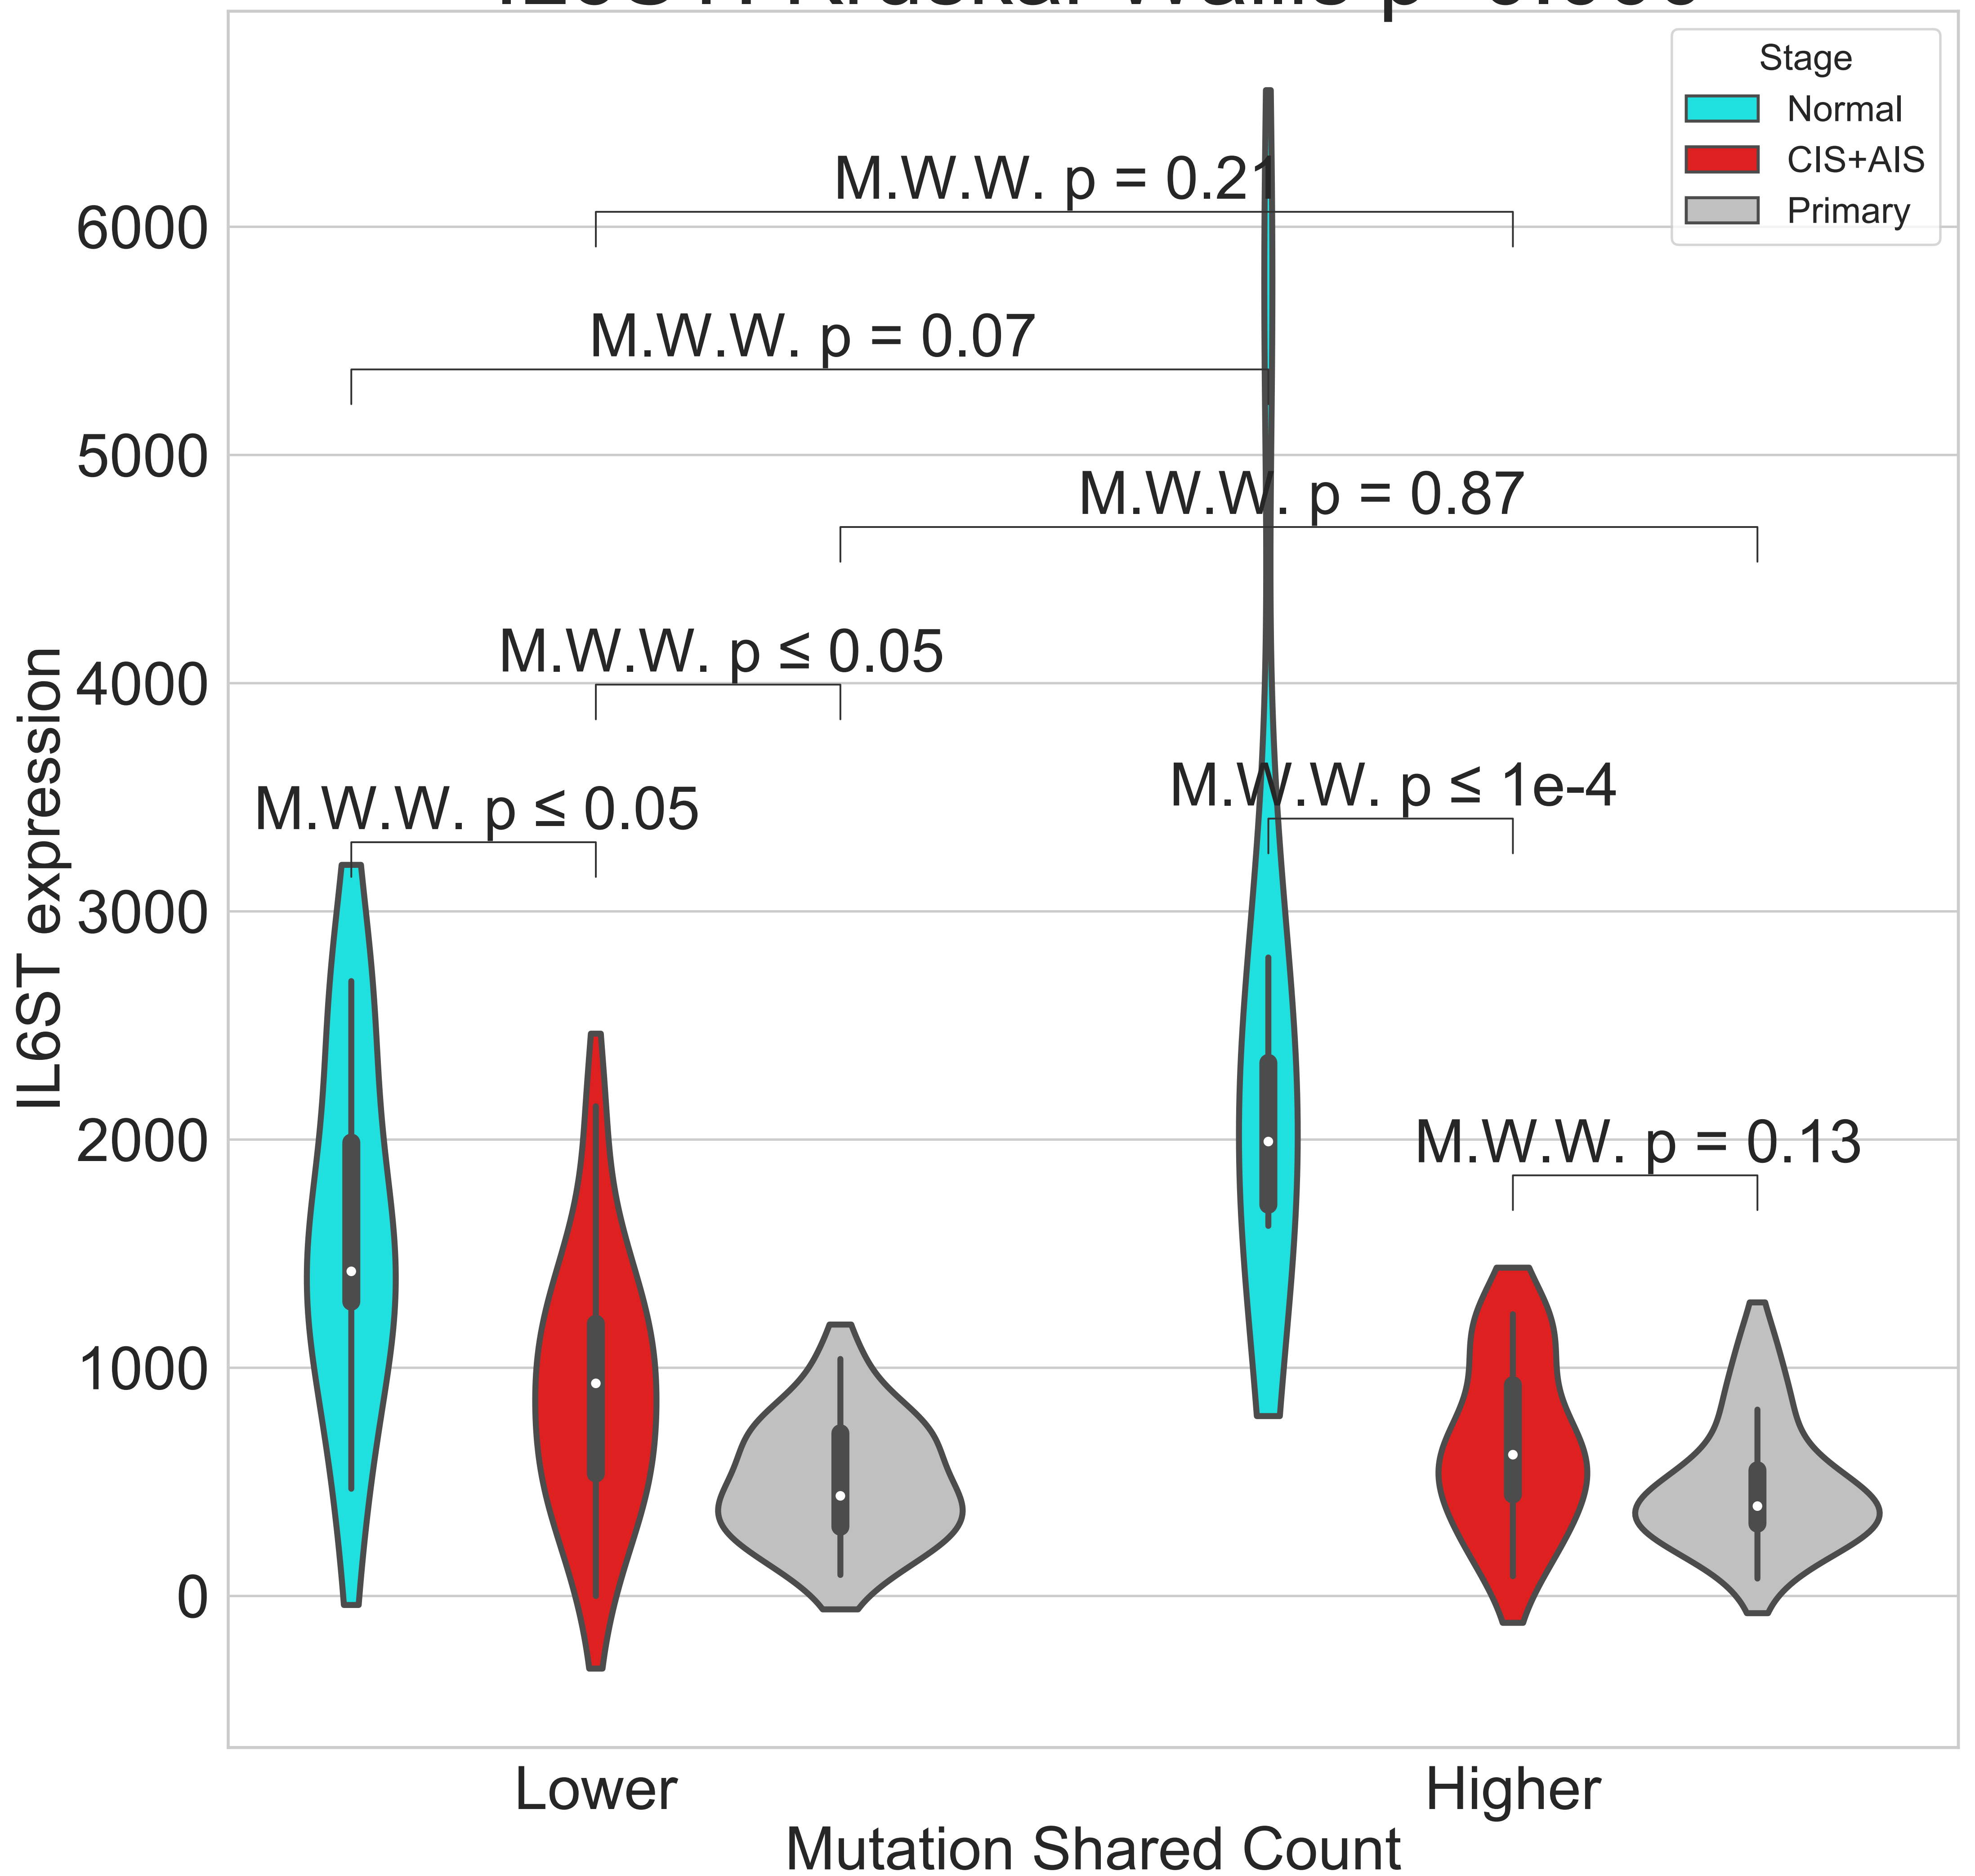 Stage
Normal
CIS+AIS
Primary
M.W.W. p = 0.21
M.W.W. p = 0.07
M.W.W. p = 0.87
M.W.W. p ≤ 0.05
M.W.W. p ≤ 1e-4
M.W.W. p ≤ 0.05
M.W.W. p = 0.13
6000
5000
4000
3000
2000
1000
0
IL6ST expression
Lower
Higher
Mutation Shared Count